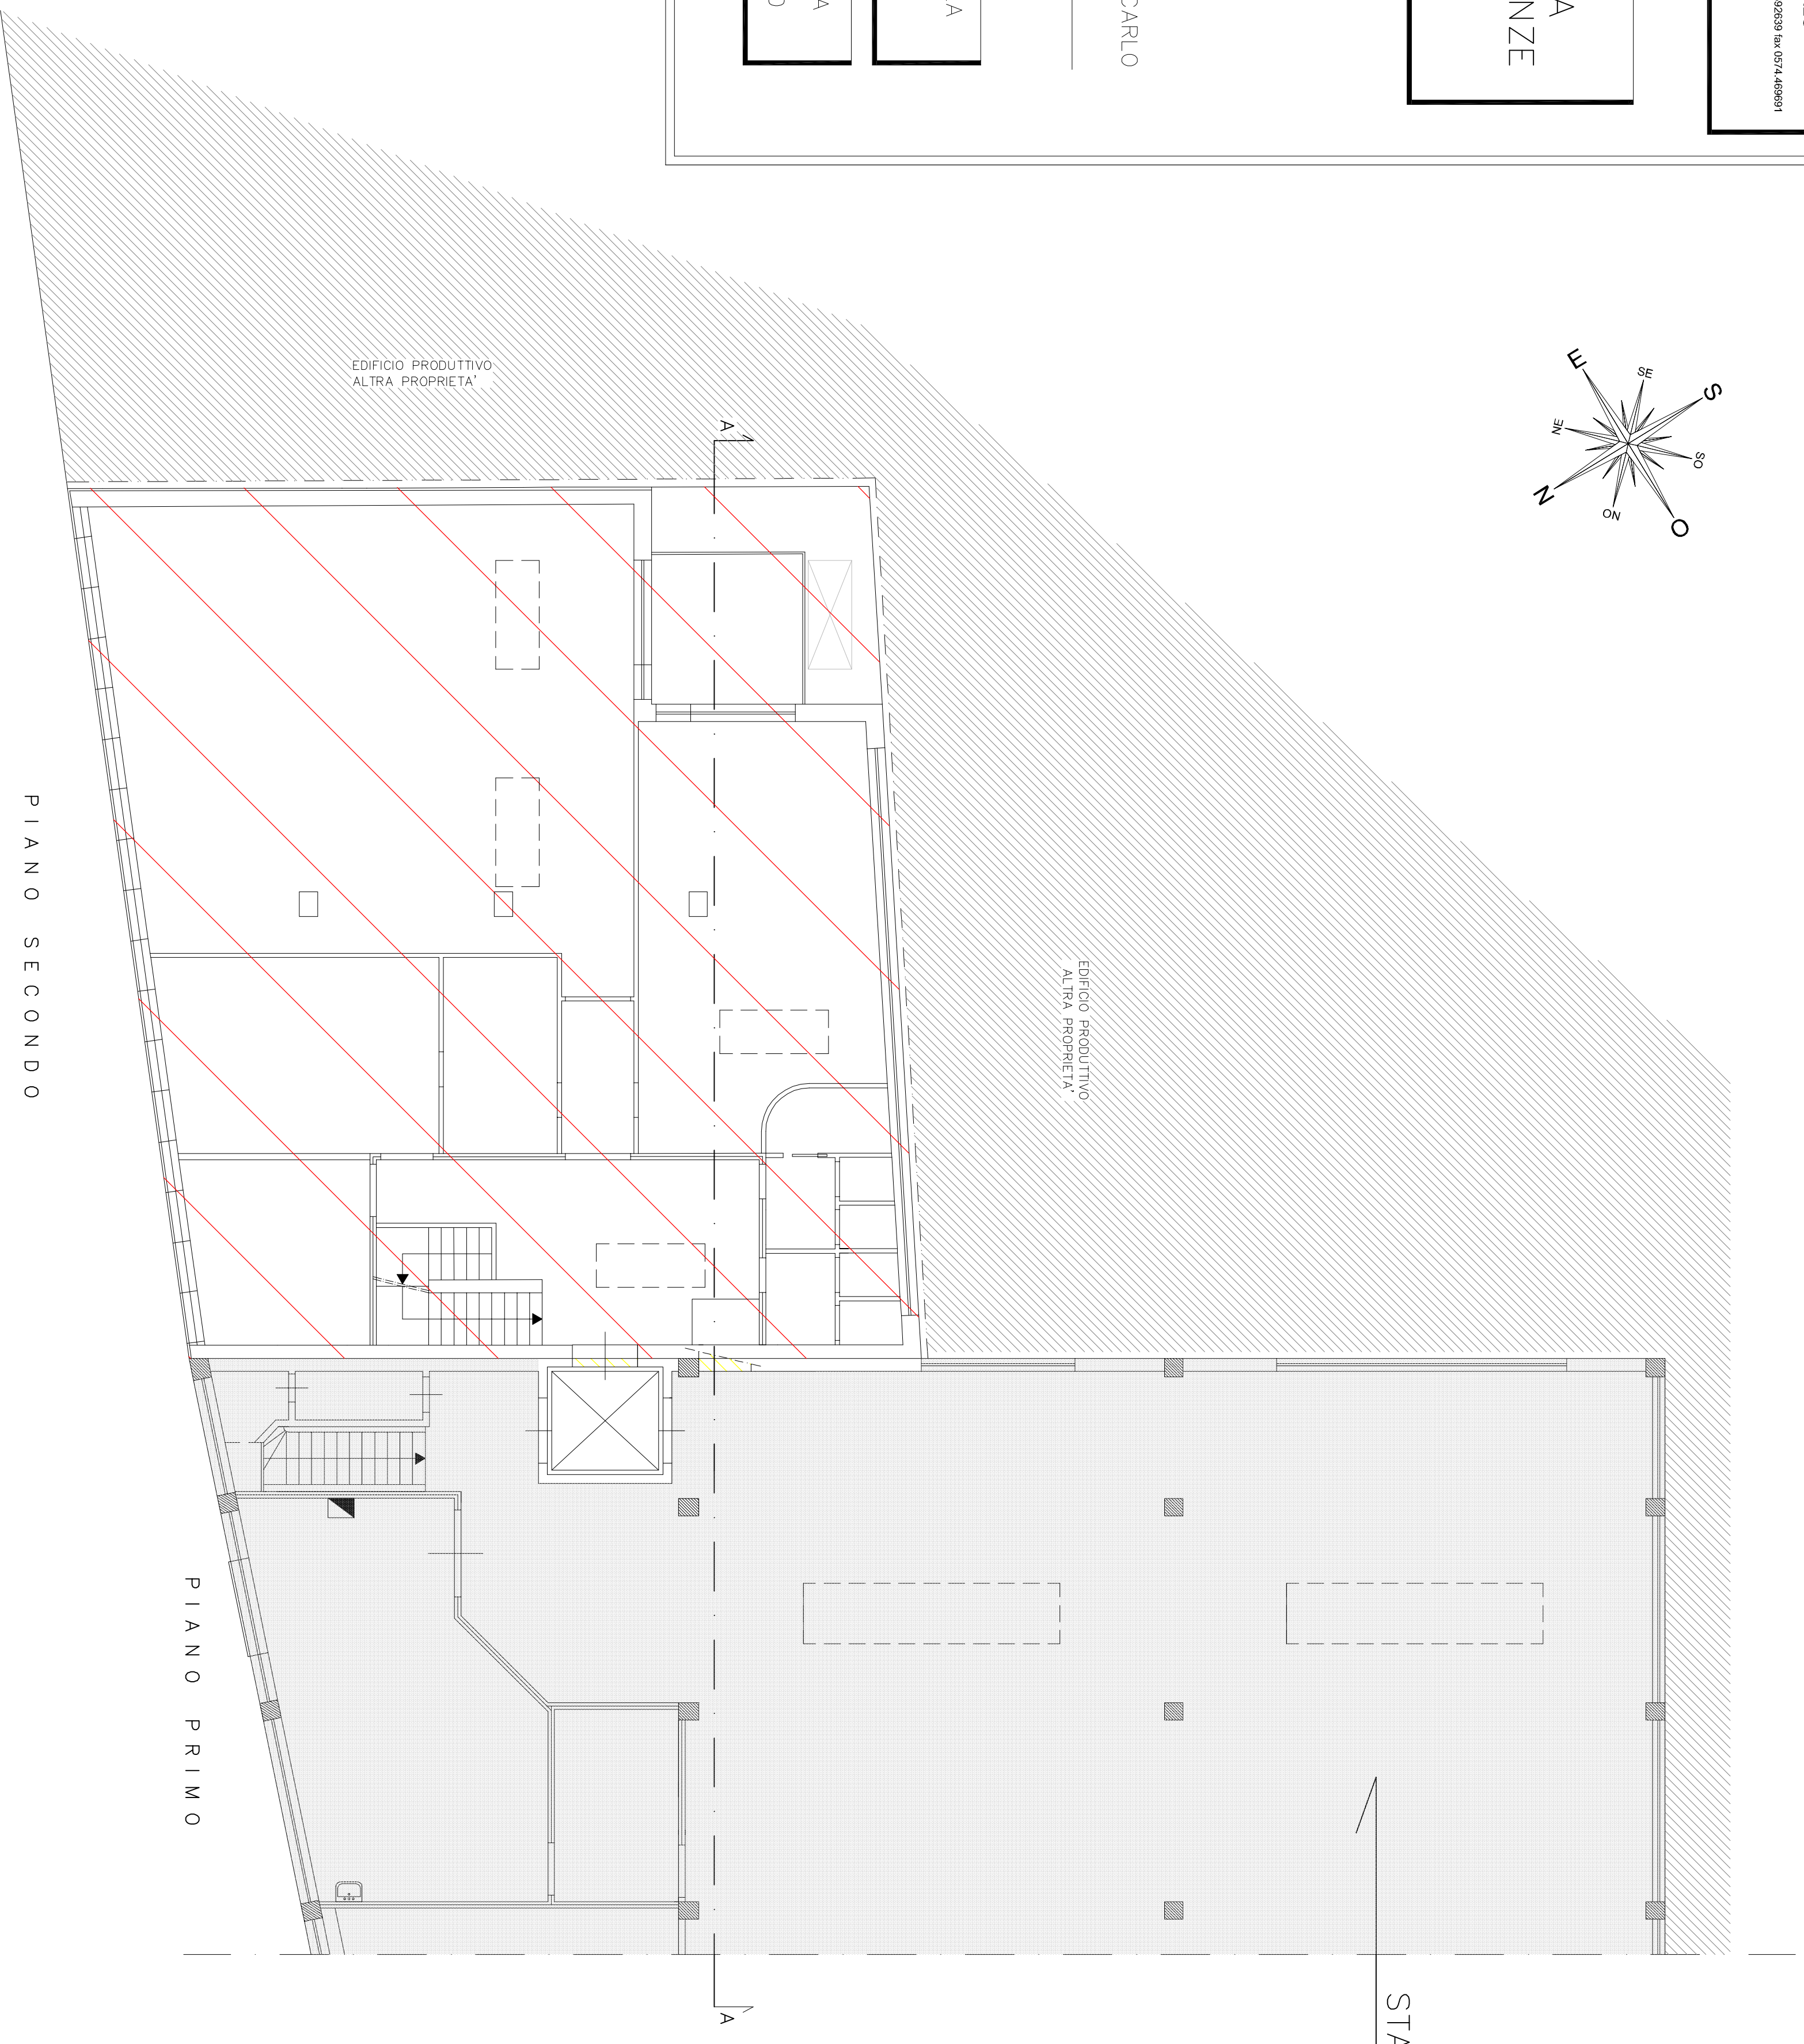 CARLO
NZE
92639 fax 0574.469691
EDIFICIO PRODUTTIVO
ALTRA PROPRIETA'
E
SE
S
NE
SO
N
NO
O
A
PIANO SECONDO
EDIFICIO PRODUTTIVO
ALTRA PROPRIETA'
PIANO PRIMO
STA
A